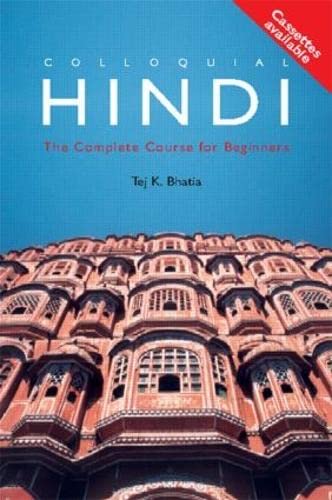 Cassettes
available
COLLOQUIAL
HINDI
The Complete Course for Beginners
Tej K. Bhatia